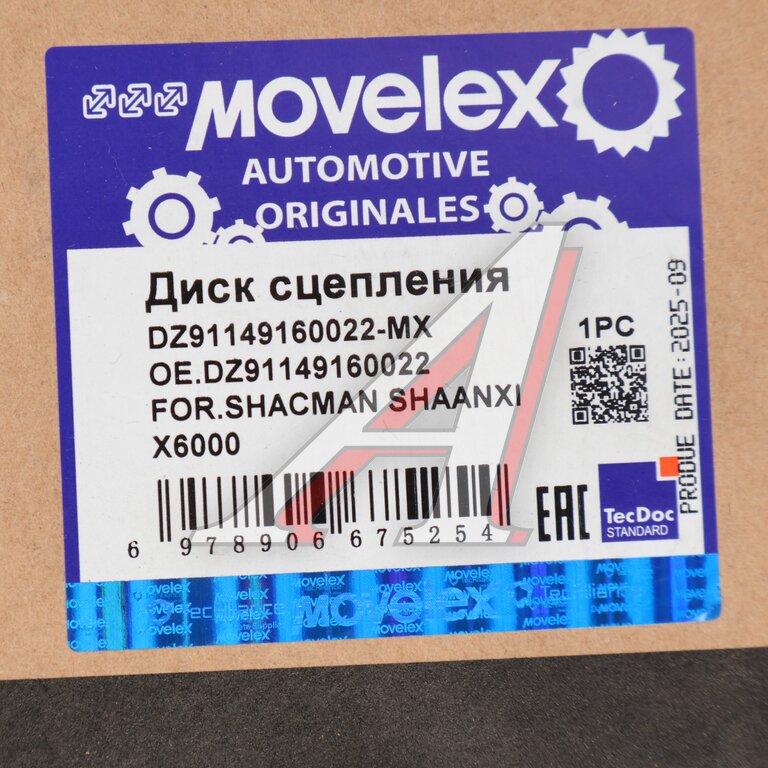 MOVELEX
AUTOMOTIVE
ORIGINALES
Диск сцепления
DZ91149160022-MX
OE.DZ91149160022
FOR.SHACMAN SHAANXI
X6000
1PC
PRODUE DATE:2025-09
6 978906 675254
EAC
TecDoc
STANDARD
MOVELEX